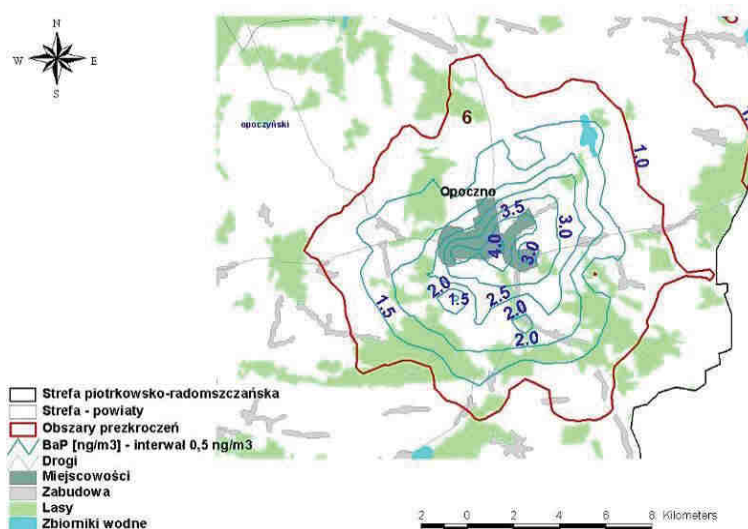 N
W E
S
6
1.0
opoczyński
Opoczno
3.5
3.0
4.0
3.0
2.0
1.5
2.5
1.5
2.0
2.0
Strefa piotrkowsko-radomszczańska
Strefa - powiaty
Obszary przekroczeń
BaP [ng/m3] - interwał 0,5 ng/m3
Drogi
Miejscowości
Zabudowa
Lasy
Zbiorniki wodne
2 0 2 4 6 8 Kilometers